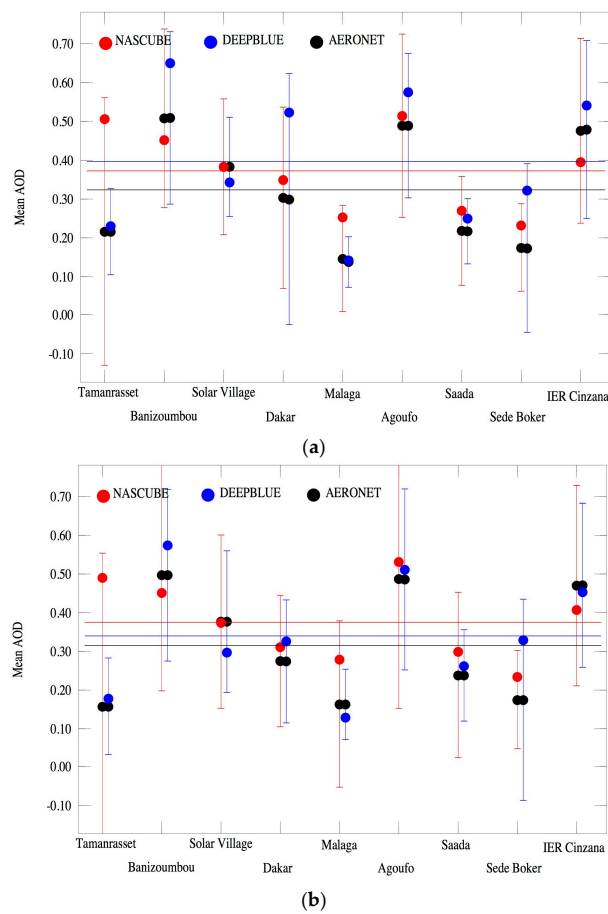 0.70
NASCUBE DEEPBLUE AERONET
0.60
0.50
0.40
0.30
0.20
0.10
0.00
-0.10
Mean AOD
Tamanrasset Solar Village Malaga Saada IER Cinzana
Banizoumbou Dakar Agoufo Sede Boker
(a)
0.70
NASCUBE DEEPBLUE AERONET
0.60
0.50
0.40
0.30
0.20
0.10
0.00
-0.10
Mean AOD
Tamanrasset Solar Village Malaga Saada IER Cinzana
Banizoumbou Dakar Agoufo Sede Boker
(b)